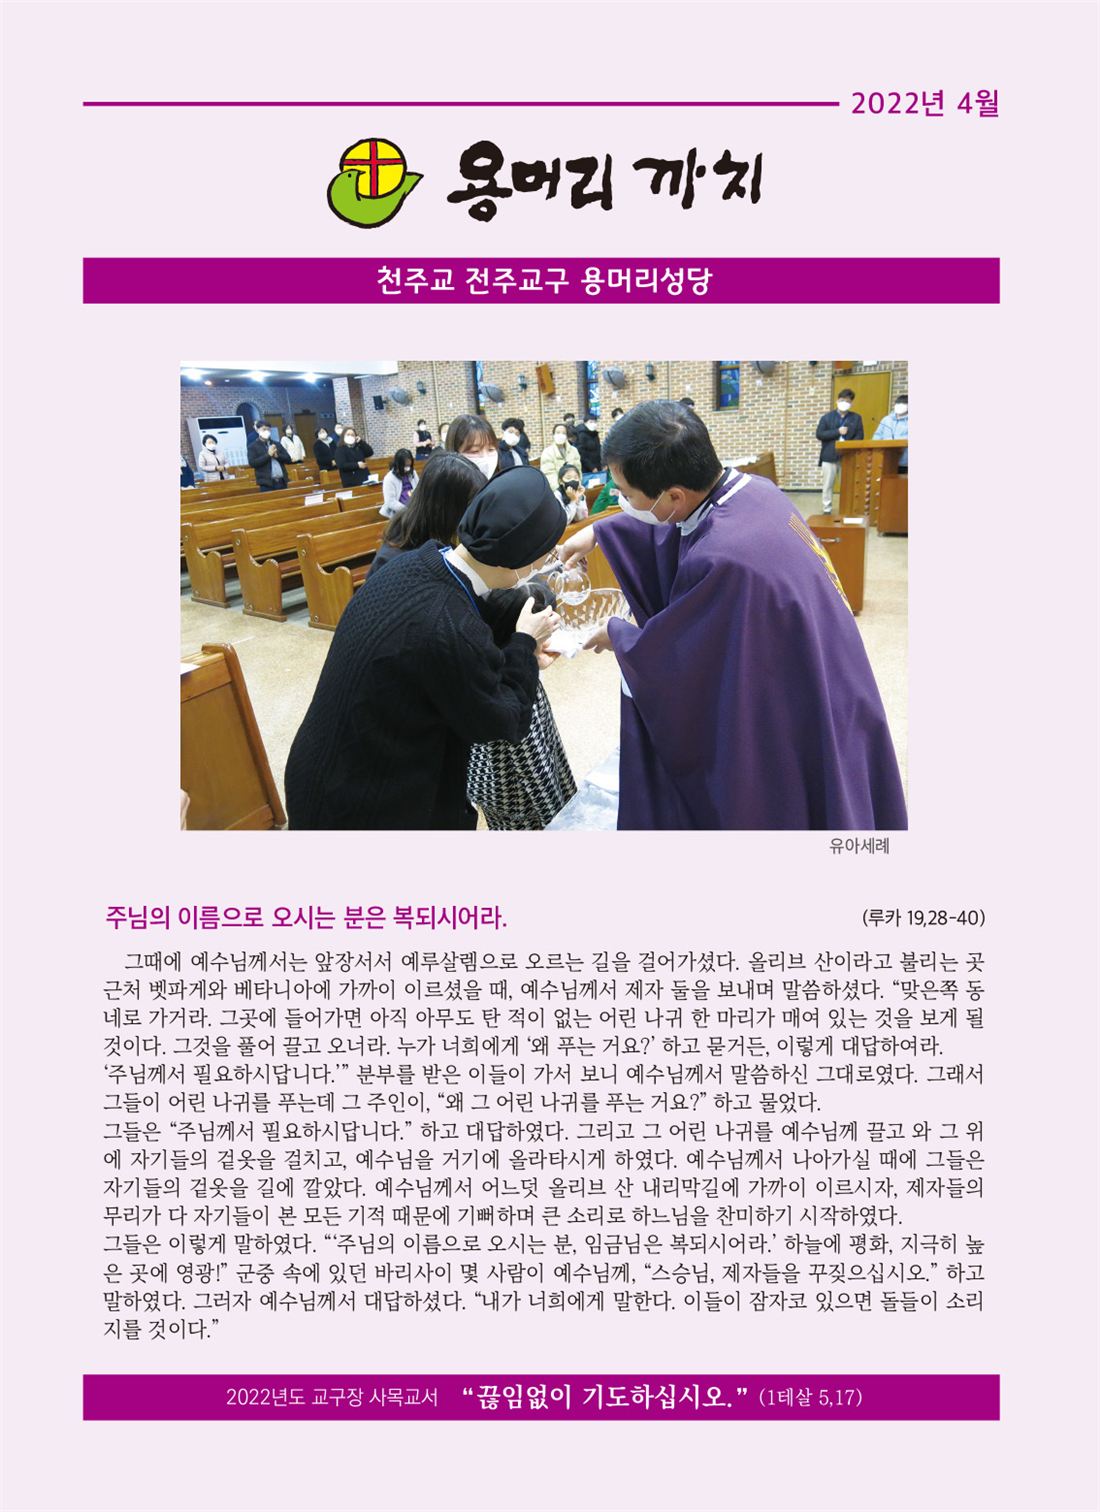 2022년 4월
용머리 까치
천주교 전주교구 용머리성당
유아세례
주님의 이름으로 오시는 분은 복되시어라.
(루카 19,28-40)
그때에 예수님께서는 앞장서서 예루살렘으로 오르는 길을 걸어가셨다. 올리브 산이라고 불리는 곳
근처 벳파게와 베타니아에 가까이 이르셨을 때, 예수님께서 제자 둘을 보내며 말씀하셨다. “맞은쪽 동
네로 가거라. 그곳에 들어가면 아직 아무도 탄 적이 없는 어린 나귀 한 마리가 매여 있는 것을 보게 될
것이다. 그것을 풀어 끌고 오너라. 누가 너희에게 ‘왜 푸는 거요?’ 하고 묻거든, 이렇게 대답하여라.
‘주님께서 필요하시답니다.’” 분부를 받은 이들이 가서 보니 예수님께서 말씀하신 그대로였다. 그래서
그들이 어린 나귀를 푸는데 그 주인이, “왜 그 어린 나귀를 푸는 거요?” 하고 물었다.
그들은 “주님께서 필요하시답니다.” 하고 대답하였다. 그리고 그 어린 나귀를 예수님께 끌고 와 그 위
에 자기들의 겉옷을 걸치고, 예수님을 거기에 올라타시게 하였다. 예수님께서 나아가실 때에 그들은
자기들의 겉옷을 길에 깔았다. 예수님께서 어느덧 올리브 산 내리막길에 가까이 이르시자, 제자들의
무리가 다 자기들이 본 모든 기적 때문에 기뻐하며 큰 소리로 하느님을 찬미하기 시작하였다.
그들은 이렇게 말하였다. “‘주님의 이름으로 오시는 분, 임금님은 복되시어라.’ 하늘에 평화, 지극히 높
은 곳에 영광!” 군중 속에 있던 바리사이 몇 사람이 예수님께, “스승님, 제자들을 꾸짖으십시오.” 하고
말하였다. 그러자 예수님께서 대답하셨다. “내가 너희에게 말한다. 이들이 잠자코 있으면 돌들이 소리
지를 것이다.”
2022년도 교구장 사목교서 “끊임없이 기도하십시오.” (1테살 5,17)